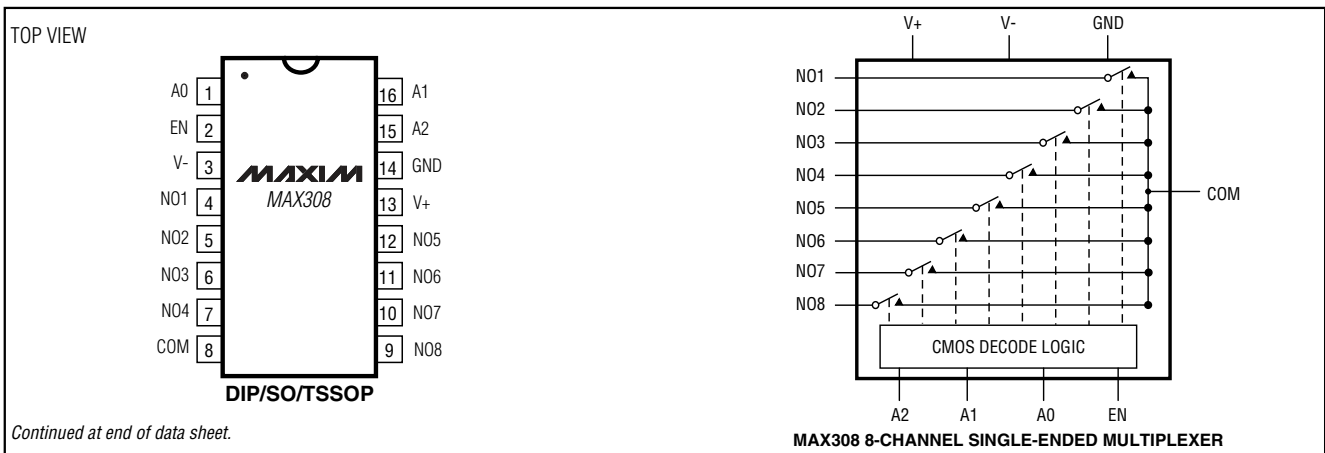 TOP VIEW
A0 1
EN 2
V- 3
NO1 4
NO2 5
NO3 6
NO4 7
COM 8
16 A1
15 A2
14 GND
13 V+
12 NO5
11 NO6
10 NO7
9 NO8
MAXIM
MAX308
DIP/SO/TSSOP
Continued at end of data sheet.
V+ V- GND
NO1
NO2
NO3
NO4
NO5
NO6
NO7
NO8
COM
CMOS DECODE LOGIC
A2 A1 A0 EN
MAX308 8-CHANNEL SINGLE-ENDED MULTIPLEXER